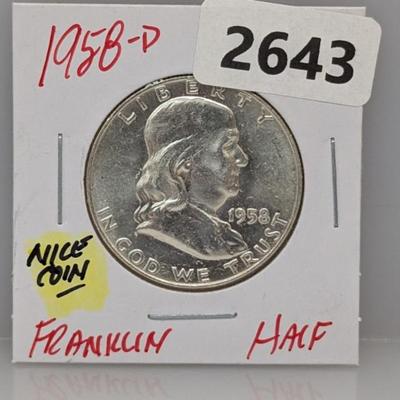 1958-D
2643
LIBERTY
1958
IN GOD WE TRUST
NICE
COIN
FRANKLIN HALF